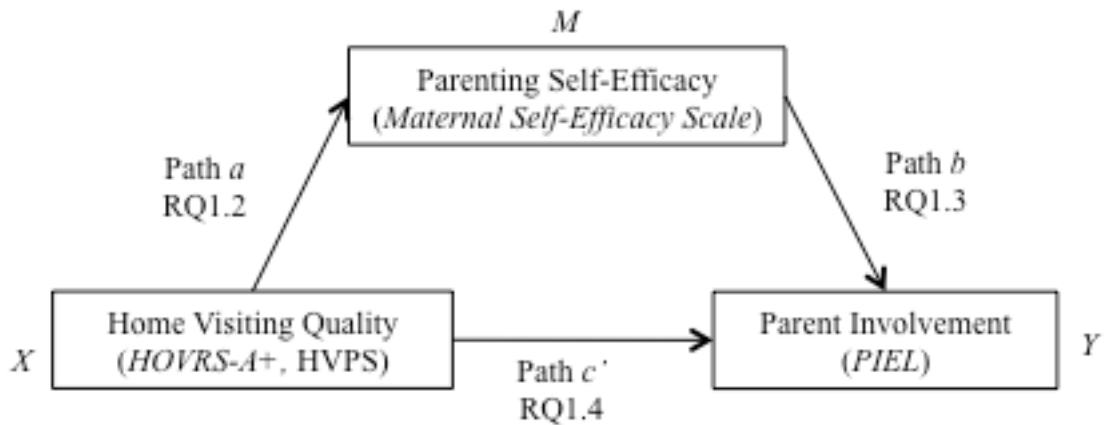 M
Parenting Self-Efficacy
(Maternal Self-Efficacy Scale)
Path a
RQ1.2
Path b
RQ1.3
X
Home Visiting Quality
(HOVRS-A+, HVPS)
Path c'
RQ1.4
Parent Involvement
(PIEL)
Y